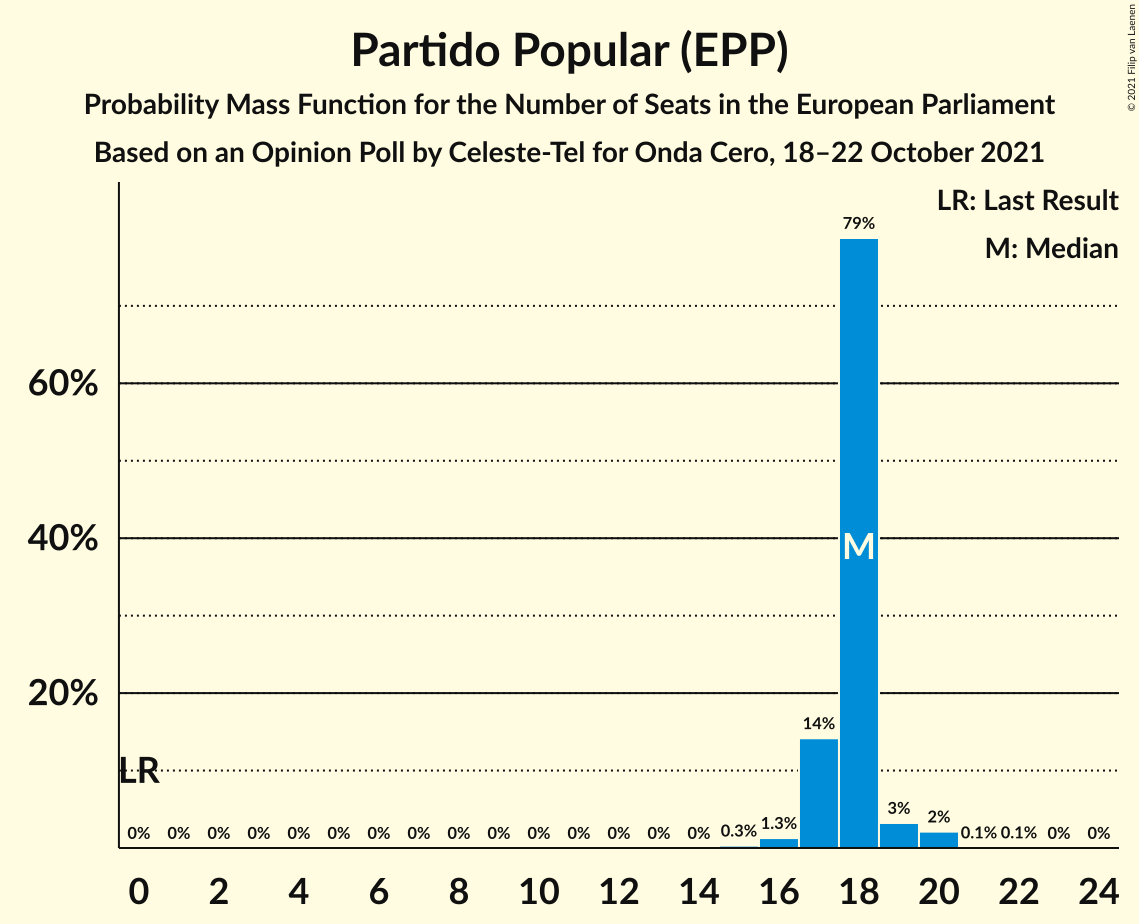 Partido Popular (EPP)
Probability Mass Function for the Number of Seats in the European Parliament
Based on an Opinion Poll by Celeste-Tel for Onda Cero, 18–22 October 2021
© 2021 Filip van Laenen
LR: Last Result
M: Median
79%
60%
40%
M
20%
14%
LR
0% 0% 0% 0% 0% 0% 0% 0% 0% 0% 0% 0% 0% 0% 0% 0.3% 1.3% 3% 2% 0.1% 0.1% 0% 0%
0 2 4 6 8 10 12 14 16 18 20 22 24